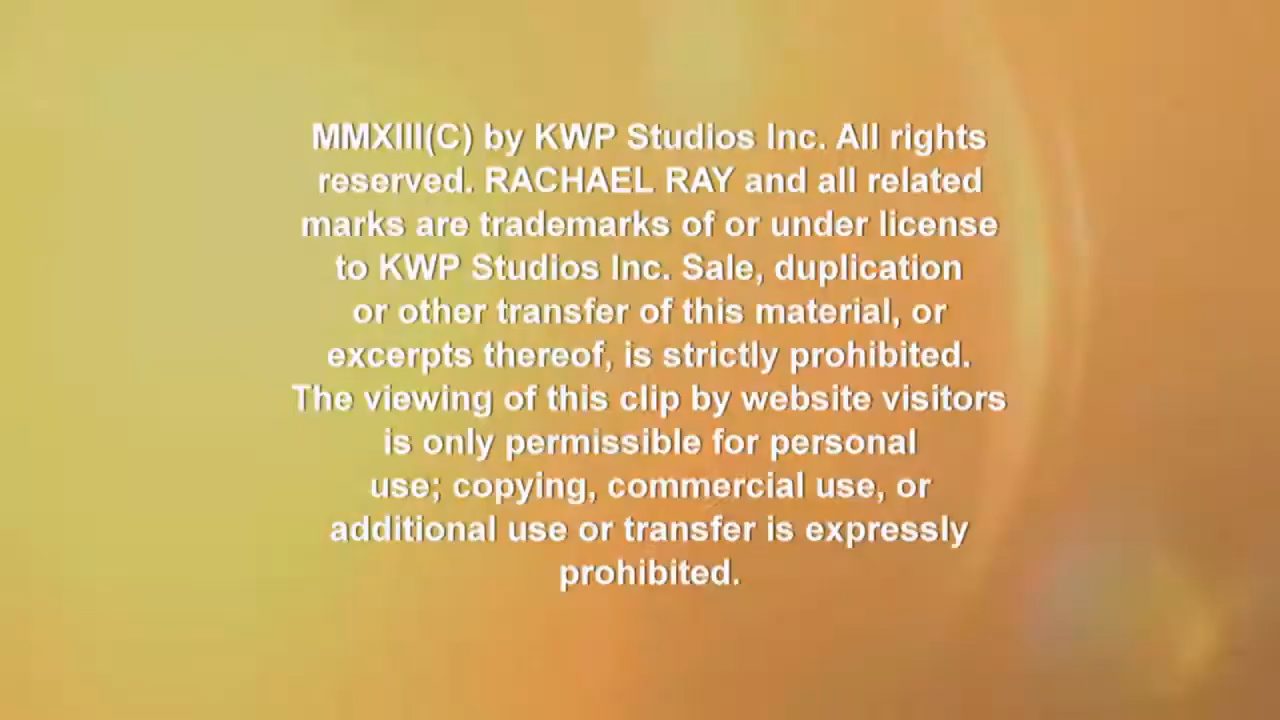 MMXIII(C) by KWP Studios Inc. All rights
reserved. RACHAEL RAY and all related
marks are trademarks of or under license
to KWP Studios Inc. Sale, duplication
or other transfer of this material, or
excerpts thereof, is strictly prohibited.
The viewing of this clip by website visitors
is only permissible for personal
use; copying, commercial use, or
additional use or transfer is expressly
prohibited.